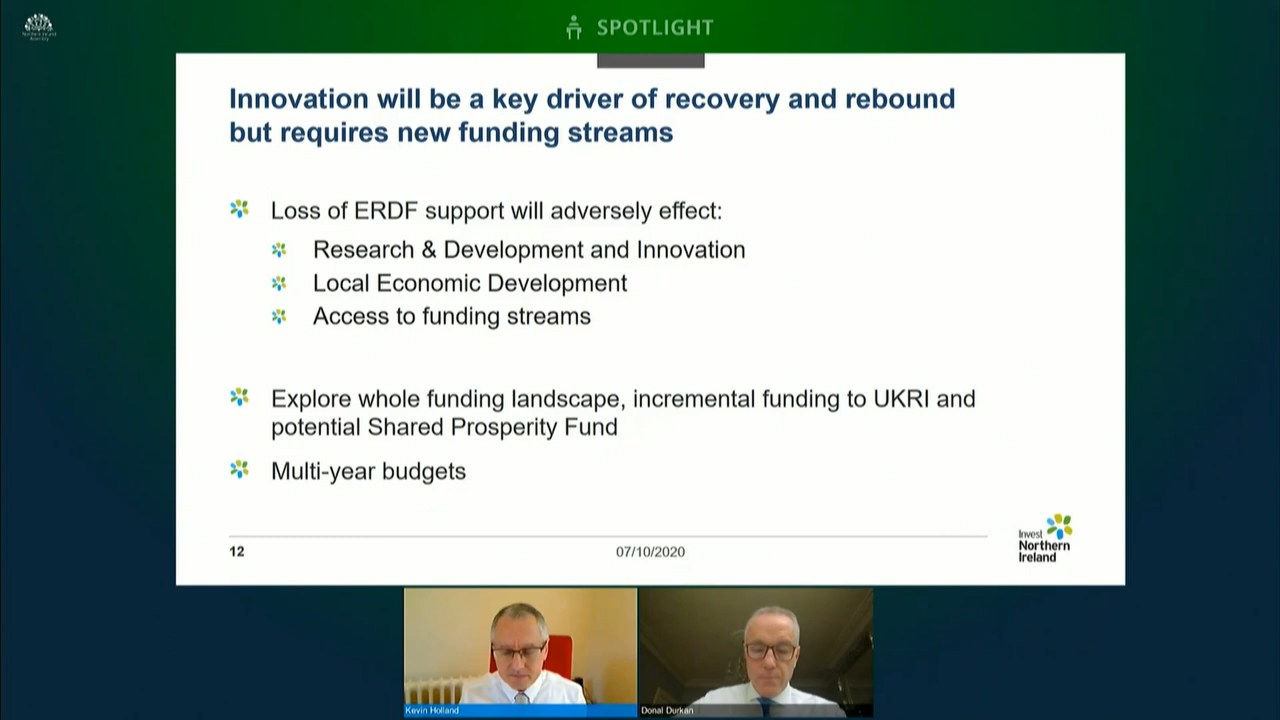 Northern Ireland
Assembly
SPOTLIGHT
Innovation will be a key driver of recovery and rebound
but requires new funding streams
Loss of ERDF support will adversely effect:
Research & Development and Innovation
Local Economic Development
Access to funding streams
Explore whole funding landscape, incremental funding to UKRI and
potential Shared Prosperity Fund
Multi-year budgets
12
07/10/2020
Invest
Northern
Ireland
Kevin Holland
Donal Durkan